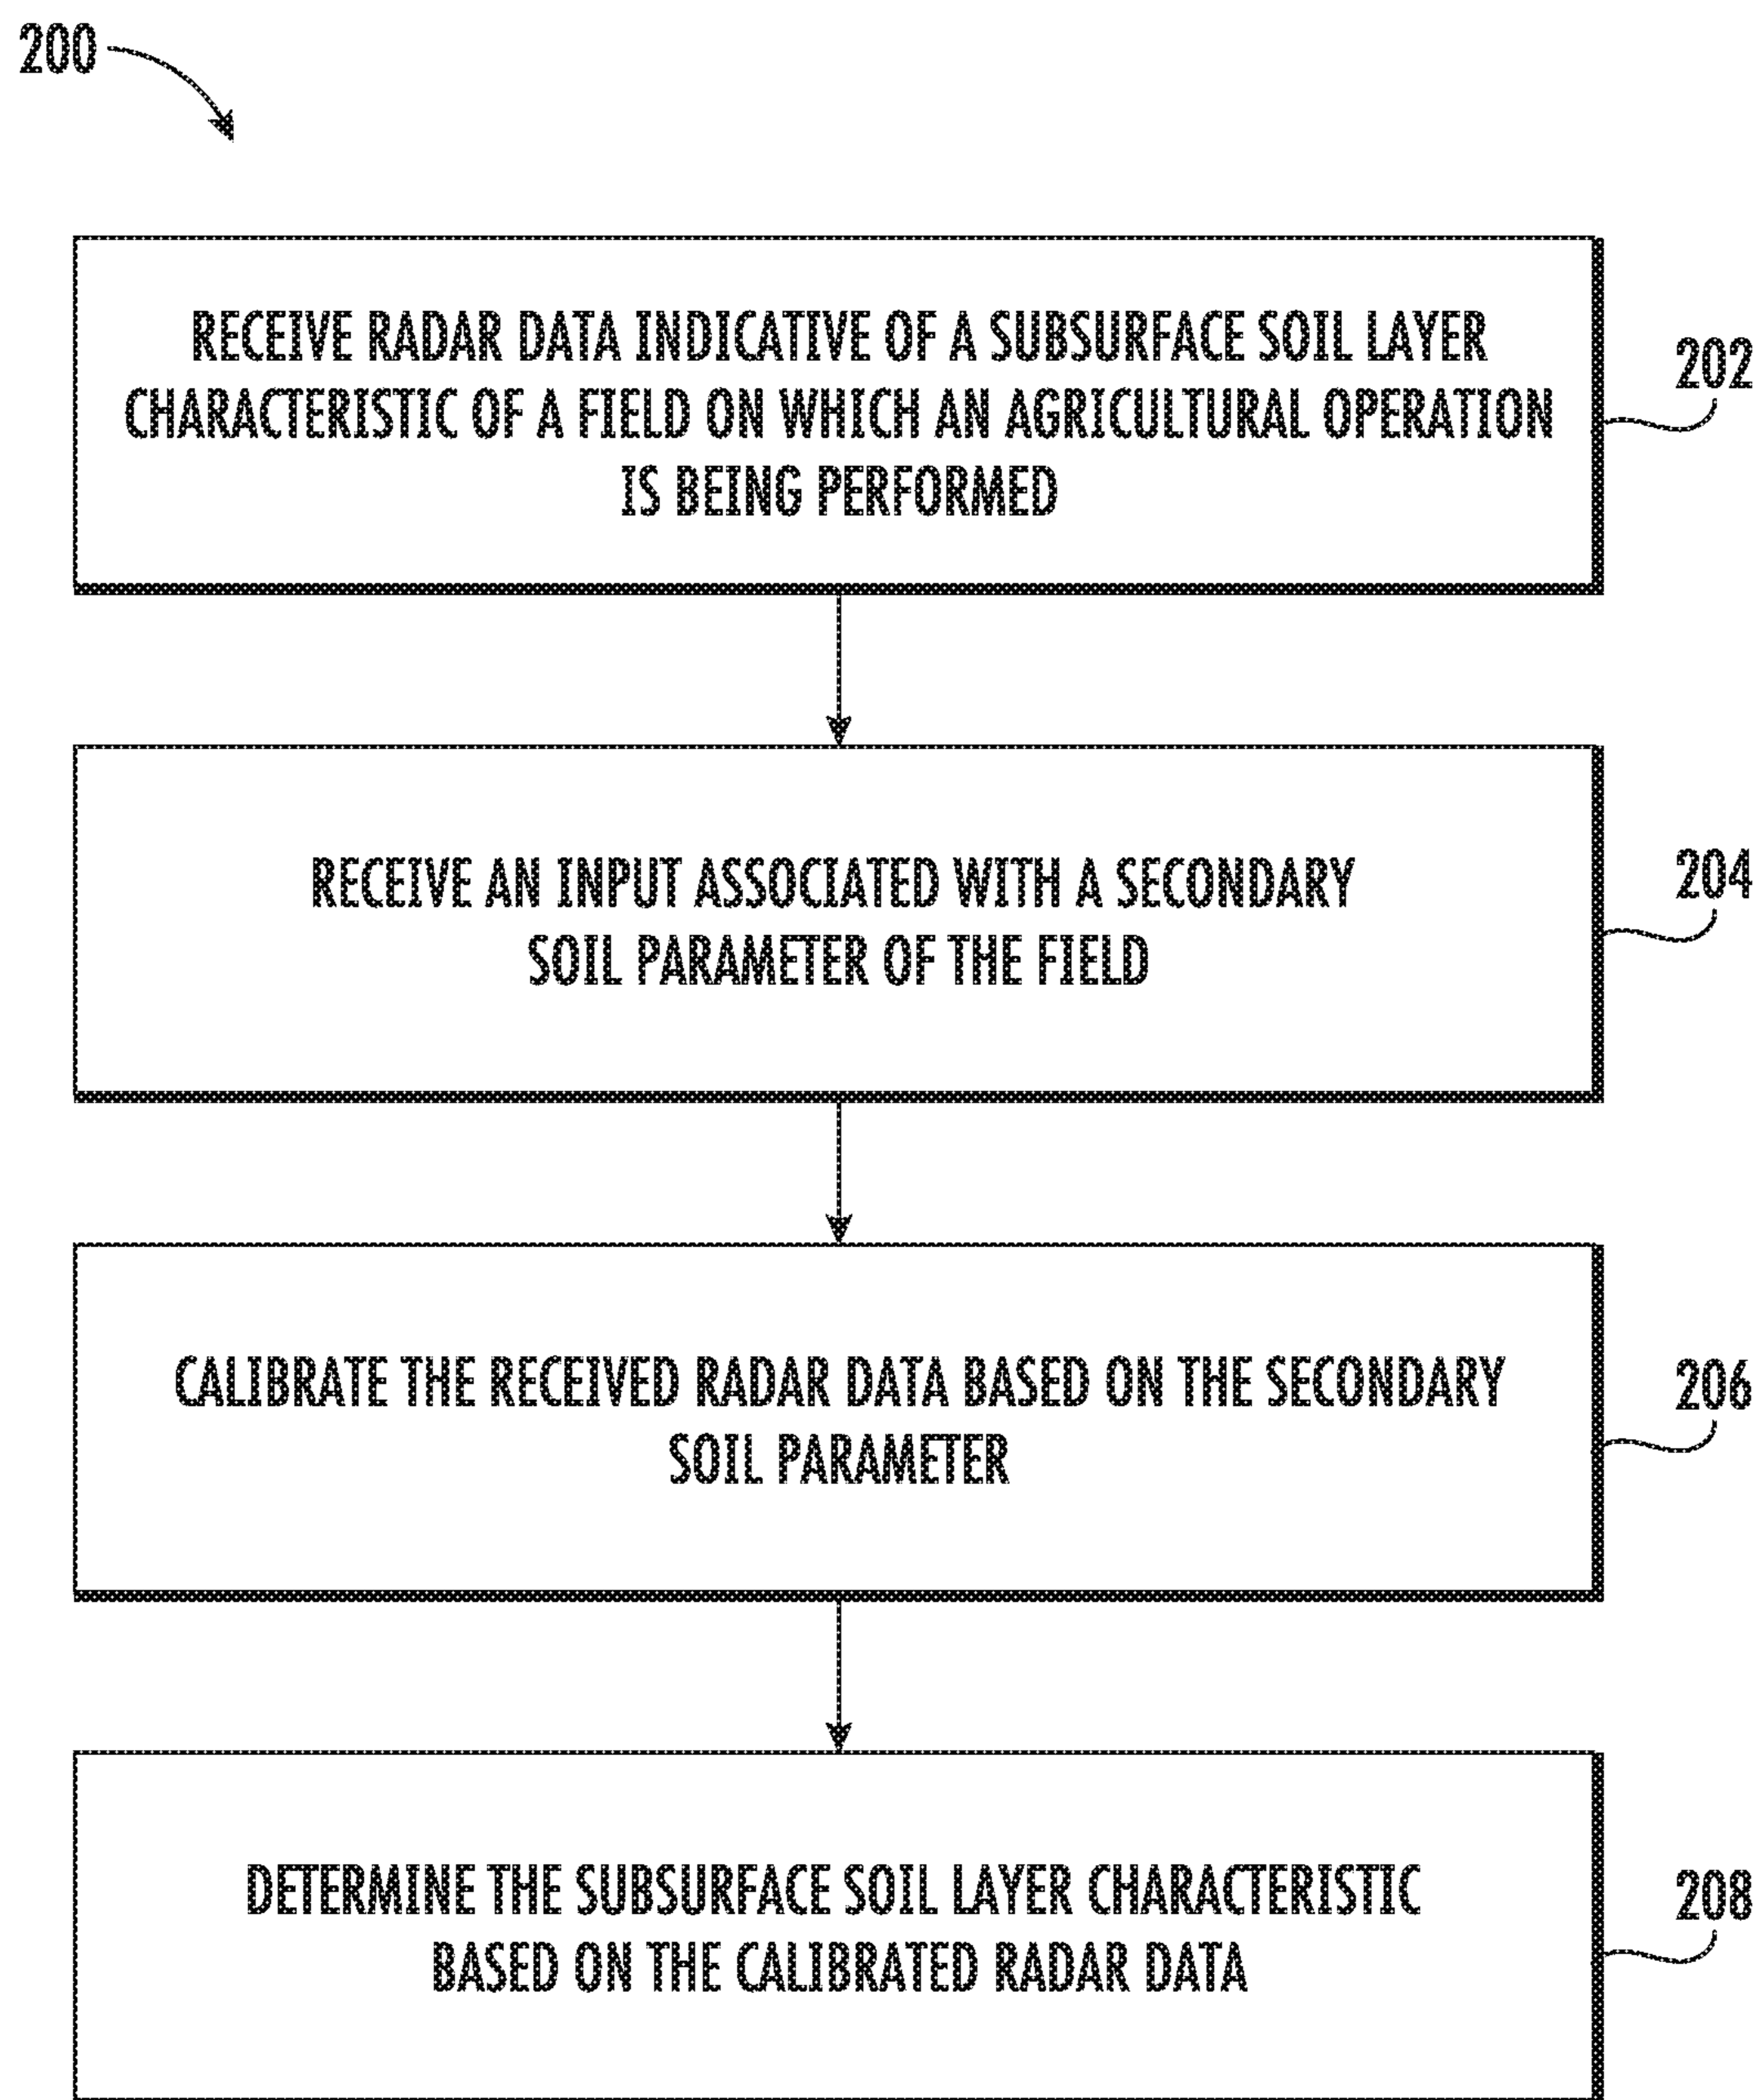 200
RECEIVE RADAR DATA INDICATIVE OF A SUBSURFACE SOIL LAYER
CHARACTERISTIC OF A FIELD ON WHICH AN AGRICULTURAL OPERATION
IS BEING PERFORMED
202
RECEIVE AN INPUT ASSOCIATED WITH A SECONDARY
SOIL PARAMETER OF THE FIELD
204
CALIBRATE THE RECEIVED RADAR DATA BASED ON THE SECONDARY
SOIL PARAMETER
206
DETERMINE THE SUBSURFACE SOIL LAYER CHARACTERISTIC
BASED ON THE CALIBRATED RADAR DATA
208